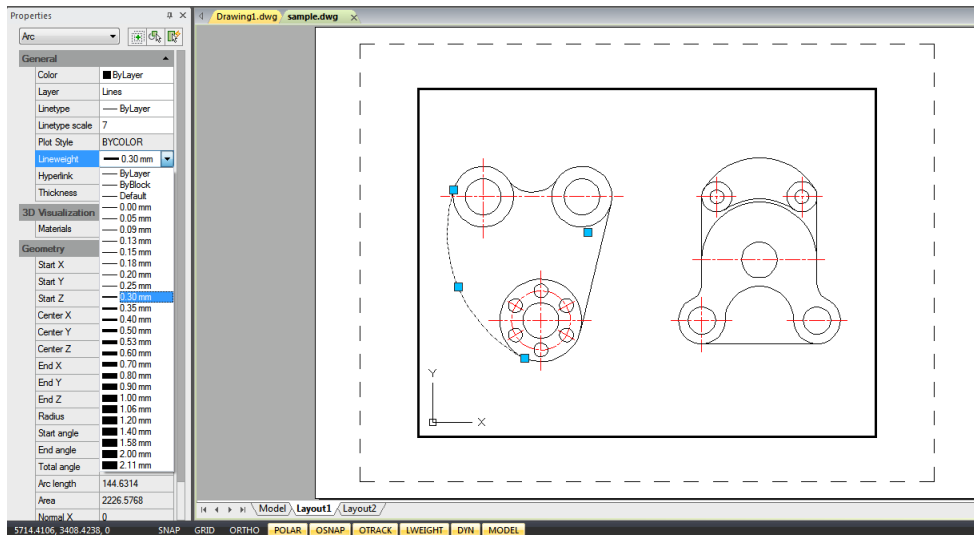 Properties
Drawing1.dwg
sample.dwg
Arc
General
Color ByLayer
Layer Lines
Linetype ByLayer
Linetype scale 7
Plot Style BYCOLOR
Lineweight 0.30 mm
Hyperlink
Thickness
3D Visualization
Materials
Geometry
Start X
Start Y
Start Z
Center X
Center Y
Center Z
End X
End Y
End Z
Radius
Start angle
End angle
Total angle
Arc length 144.6314
Area 2226.5768
Normal X 0
ByLayer
ByBlock
Default
0.00 mm
0.05 mm
0.09 mm
0.13 mm
0.15 mm
0.18 mm
0.20 mm
0.25 mm
0.30 mm
0.35 mm
0.40 mm
0.50 mm
0.53 mm
0.60 mm
0.70 mm
0.80 mm
0.90 mm
1.00 mm
1.06 mm
1.20 mm
1.40 mm
1.58 mm
2.00 mm
2.11 mm
Y
X
Model Layout1 Layout2
5714.4106, 3408.4238, 0 SNAP GRID ORTHO POLAR OSNAP OTRACK LWEIGHT DYN MODEL